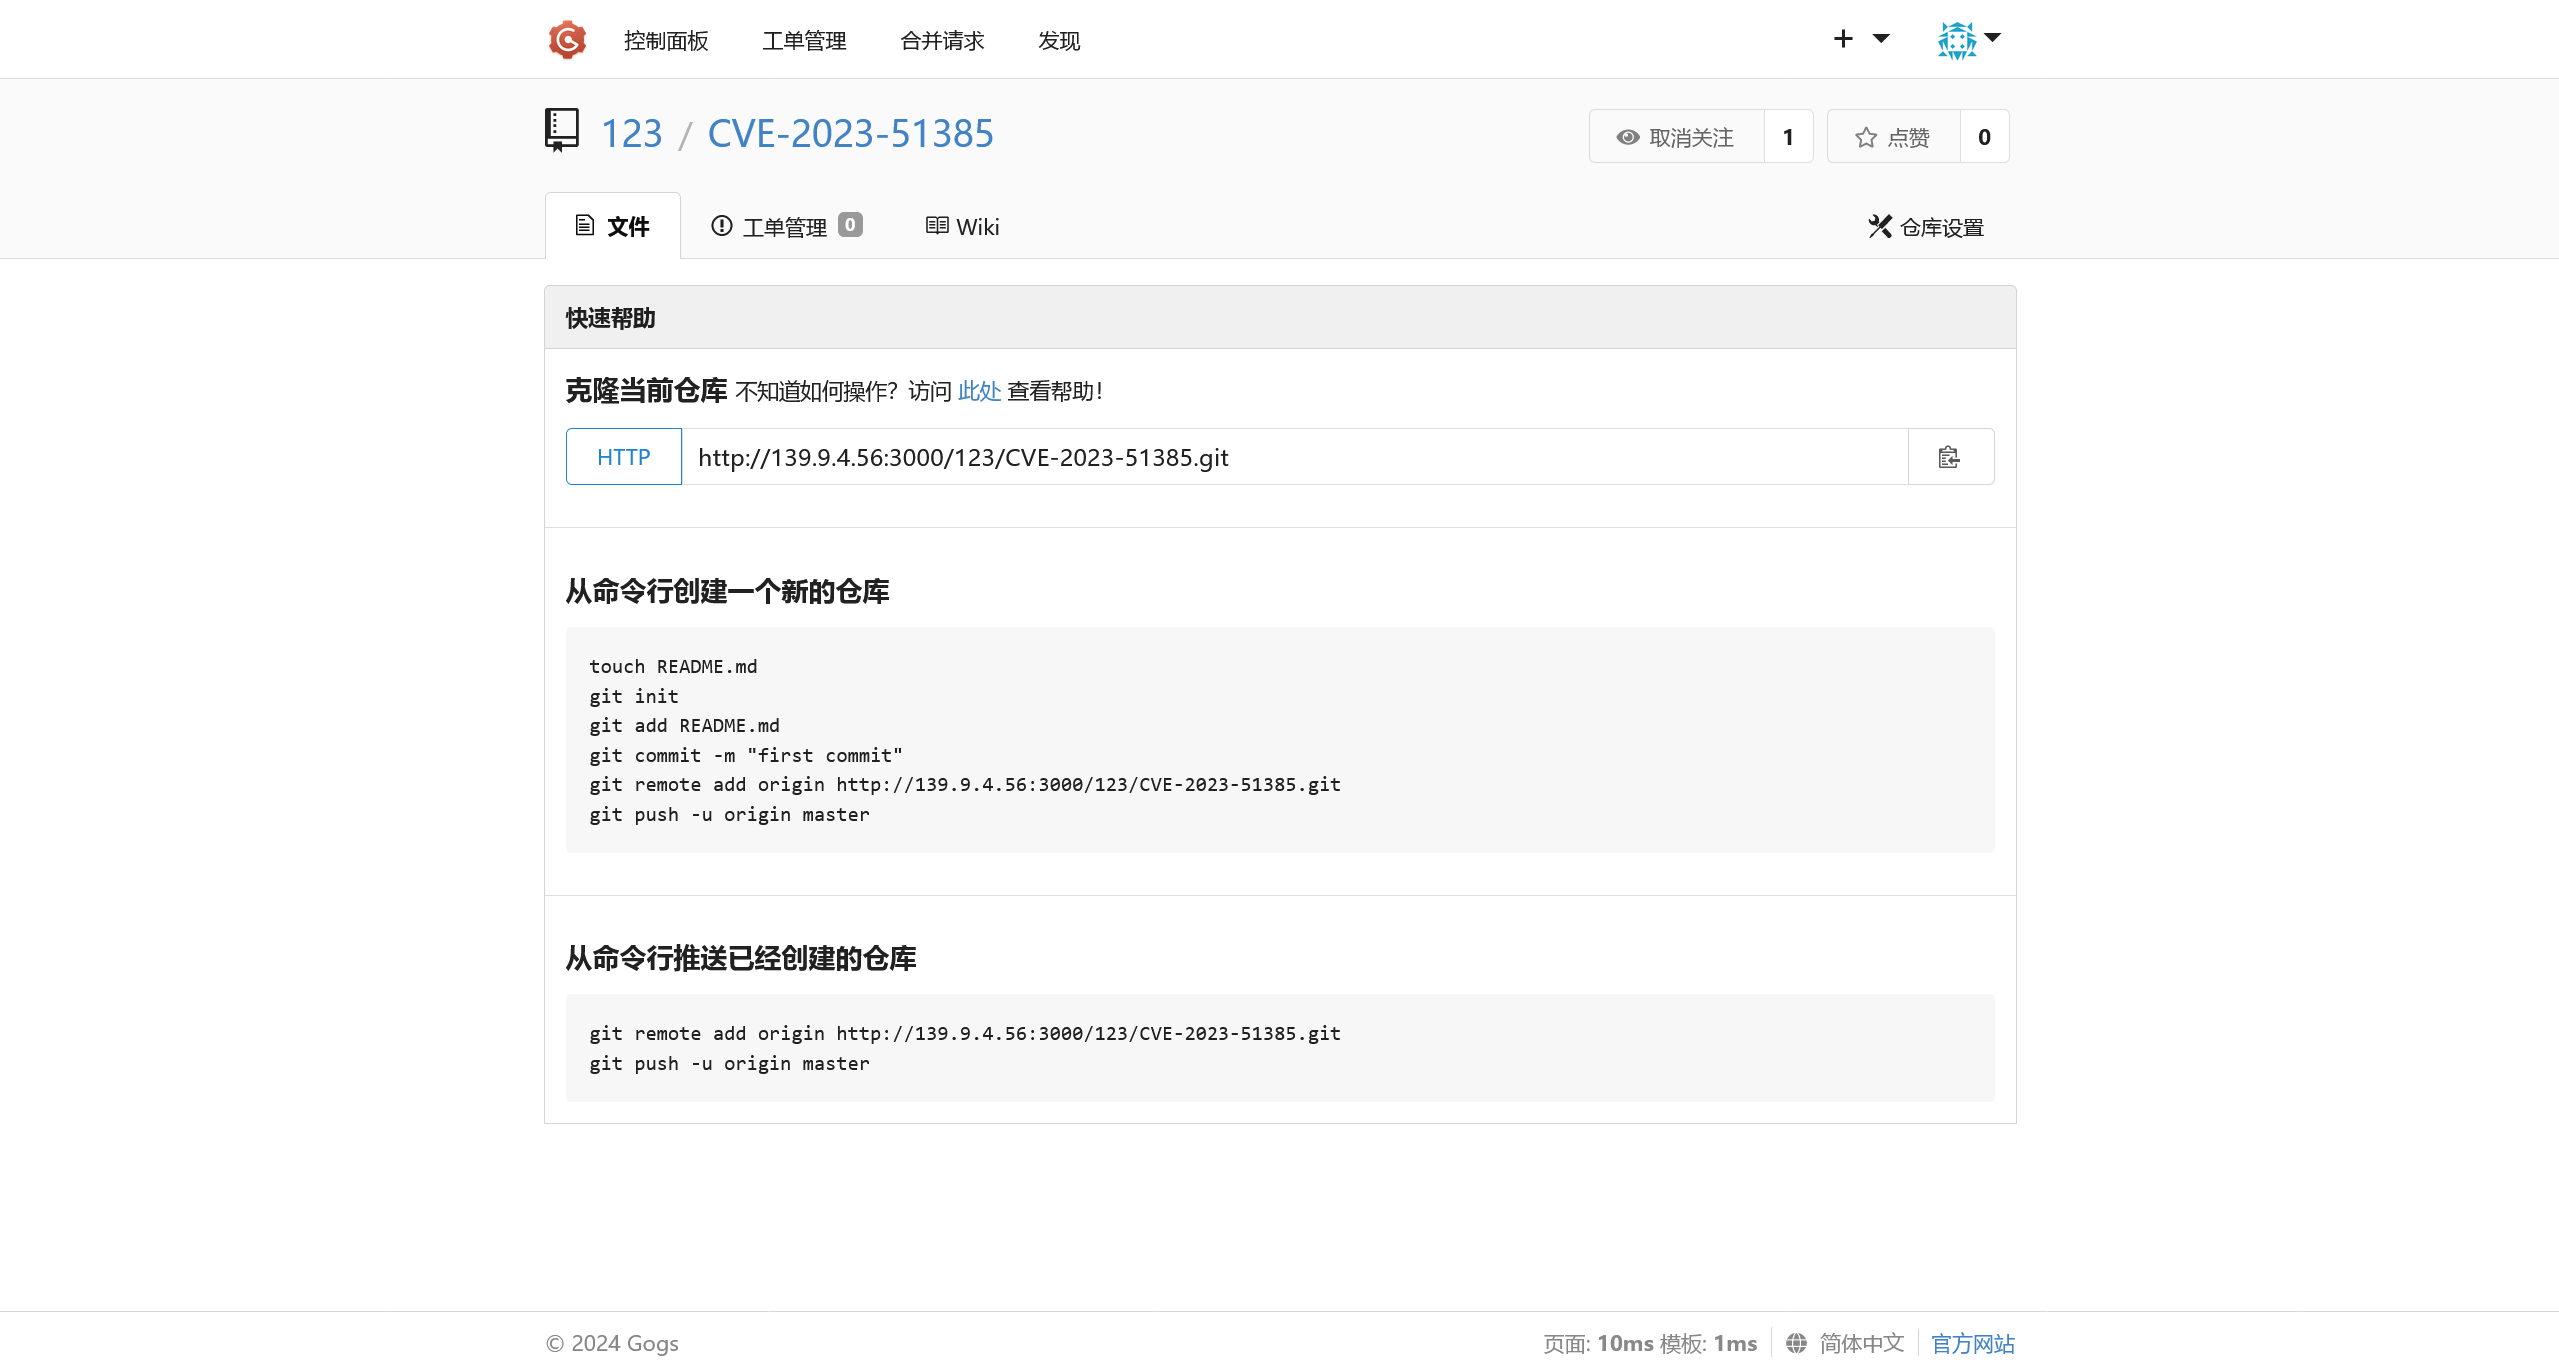 控制面板 工单管理 合并请求 发现
123 / CVE-2023-51385 取消关注 1 点赞 0
文件 工单管理 0 Wiki 仓库设置
快速帮助
克隆当前仓库 不知道如何操作？访问 此处 查看帮助！
HTTP http://139.9.4.56:3000/123/CVE-2023-51385.git
从命令行创建一个新的仓库
touch README.md
git init
git add README.md
git commit -m "first commit"
git remote add origin http://139.9.4.56:3000/123/CVE-2023-51385.git
git push -u origin master
从命令行推送已经创建的仓库
git remote add origin http://139.9.4.56:3000/123/CVE-2023-51385.git
git push -u origin master
© 2024 Gogs 页面: 10ms 模板: 1ms 简体中文 官方网站